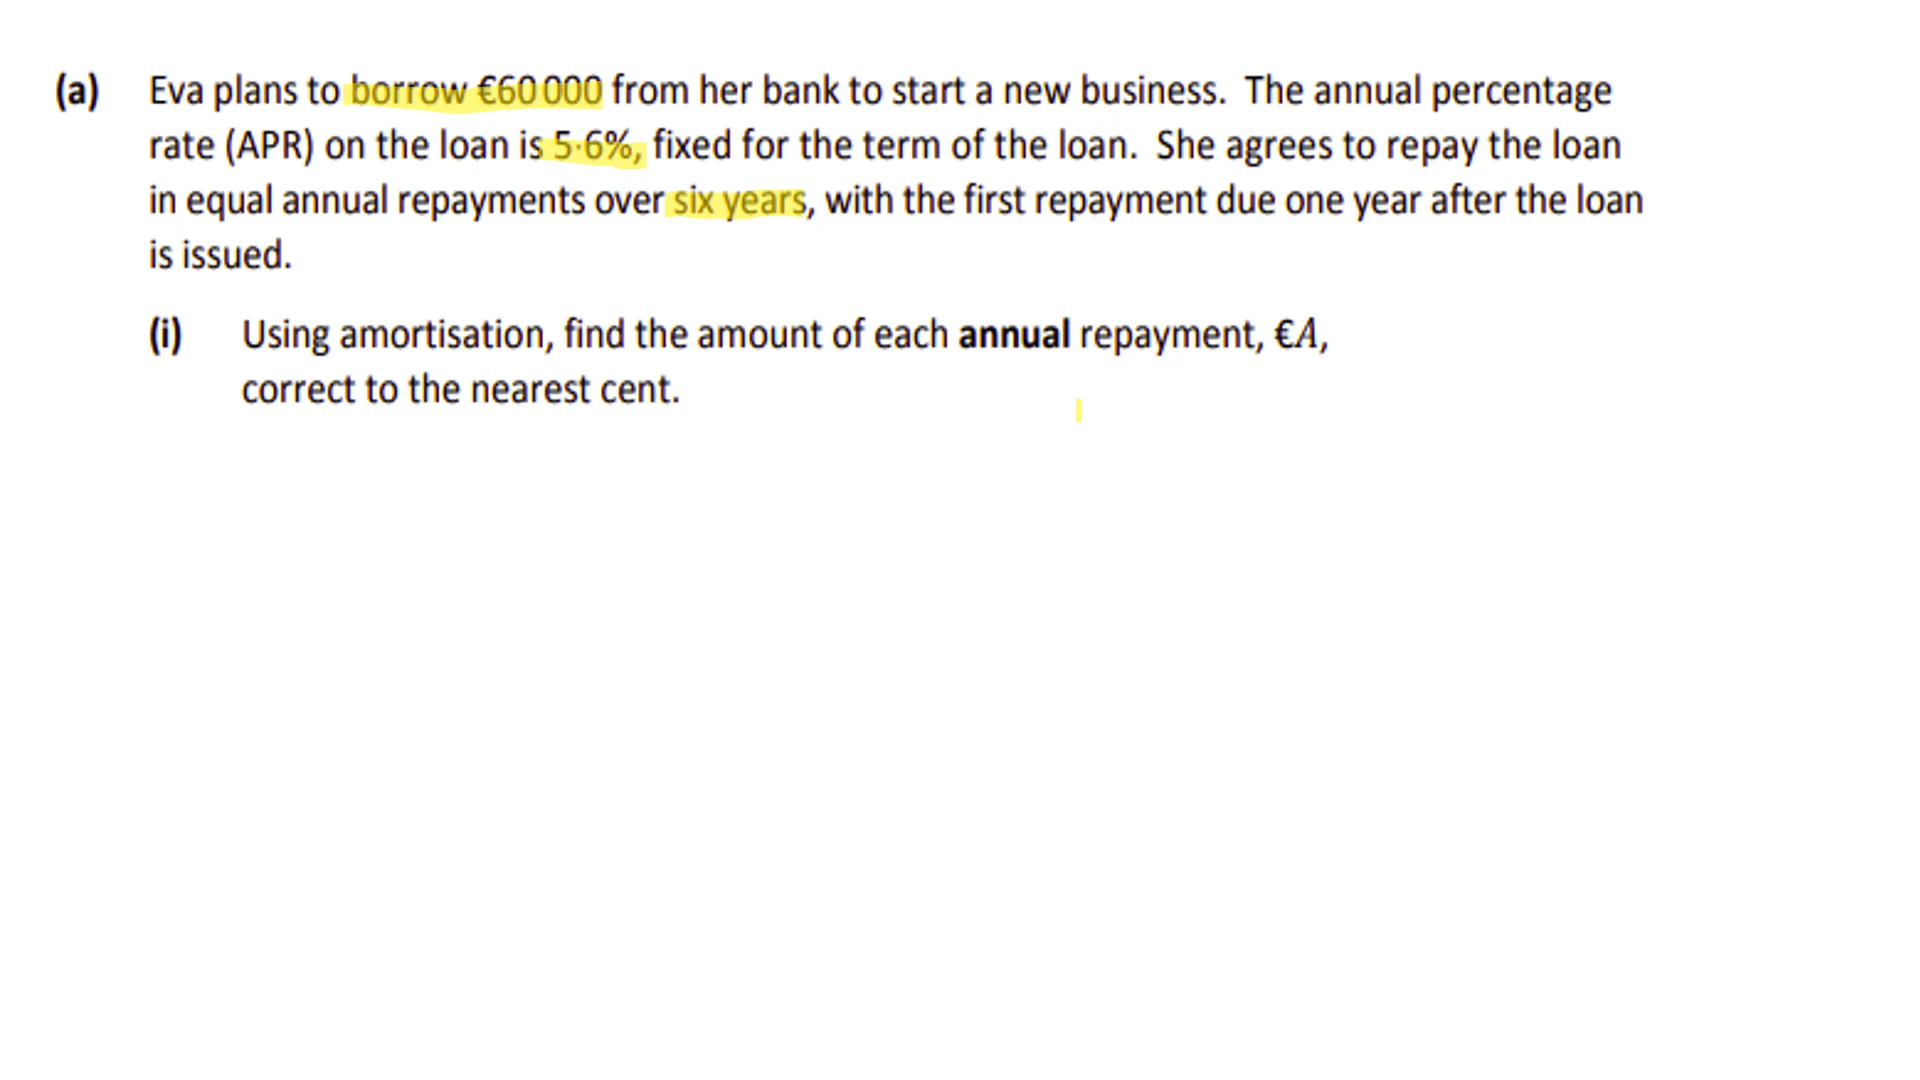 (a) Eva plans to borrow €60 000 from her bank to start a new business. The annual percentage
rate (APR) on the loan is 5·6%, fixed for the term of the loan. She agrees to repay the loan
in equal annual repayments over six years, with the first repayment due one year after the loan
is issued.
(i) Using amortisation, find the amount of each annual repayment, €A,
correct to the nearest cent.